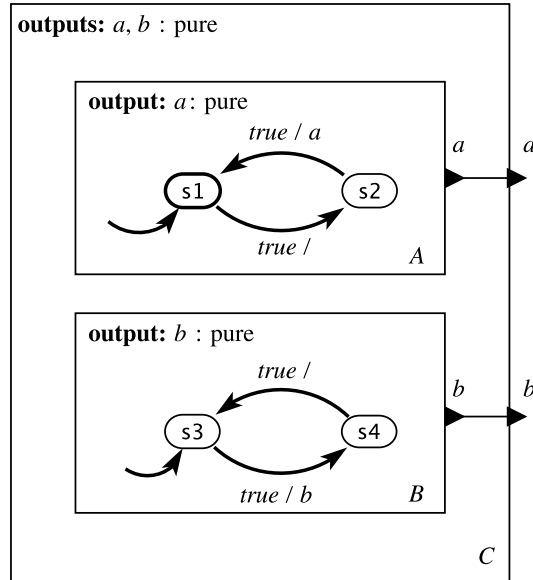 outputs: a, b : pure
output: a: pure
true / a
a
a
s1
s2
true /
A
output: b : pure
true /
b
b
s3
s4
true / b
B
C